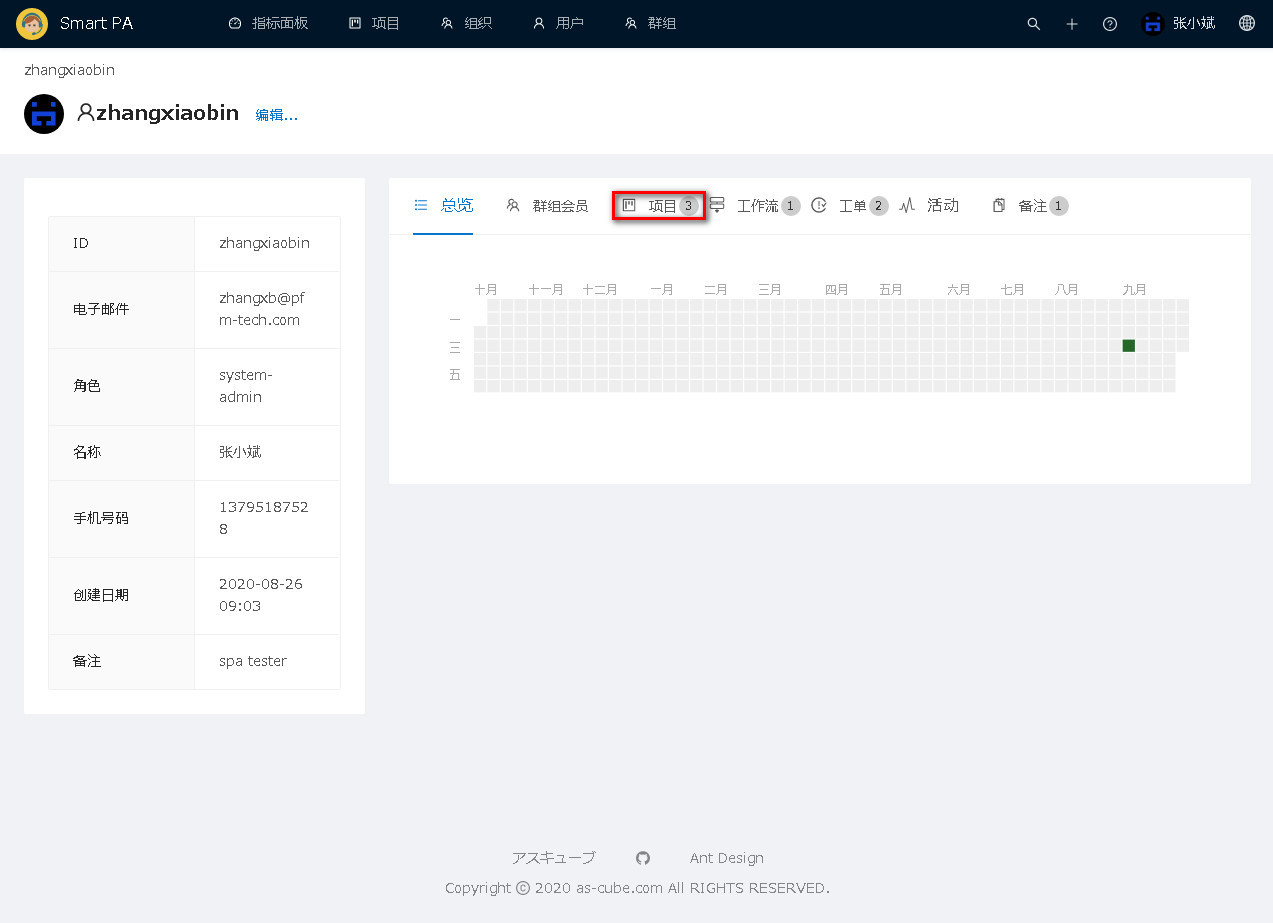 Smart PA 指标面板 项目 组织 用户 群组 张小斌
zhangxiaobin
zhangxiaobin 编辑...
总览 群组会员 项目 3 工作流 1 工单 2 活动 备注 1
ID zhangxiaobin
电子邮件 zhangxb@pf
m-tech.com
角色 system-
admin
名称 张小斌
手机号码 1379518752
8
创建日期 2020-08-26
09:03
备注 spa tester
十月 十一月 十二月 一月 二月 三月 四月 五月 六月 七月 八月 九月
一
三
五
アスキューブ Ant Design
Copyright © 2020 as-cube.com All RIGHTS RESERVED.